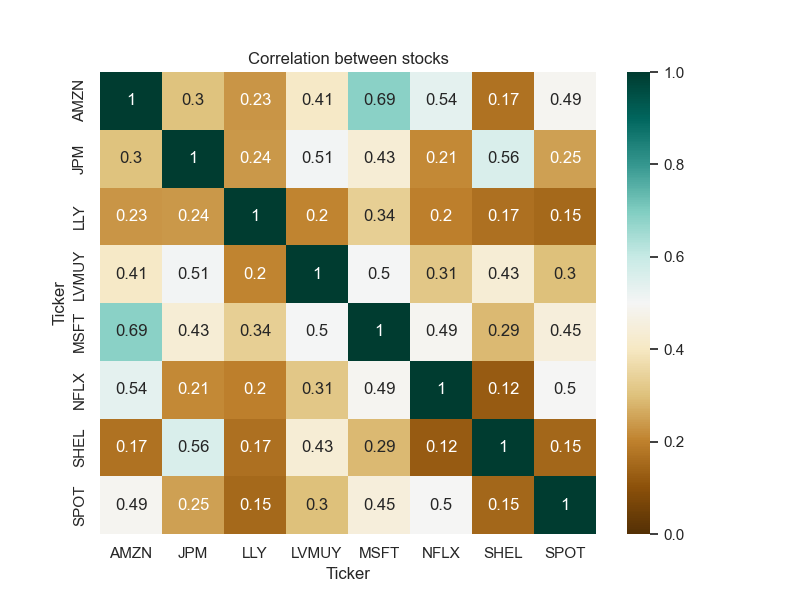 Correlation between stocks
AMZN 1 0.3 0.23 0.41 0.69 0.54 0.17 0.49
JPM 0.3 1 0.24 0.51 0.43 0.21 0.56 0.25
LLY 0.23 0.24 1 0.2 0.34 0.2 0.17 0.15
LVMUY 0.41 0.51 0.2 1 0.5 0.31 0.43 0.3
MSFT 0.69 0.43 0.34 0.5 1 0.49 0.29 0.45
NFLX 0.54 0.21 0.2 0.31 0.49 1 0.12 0.5
SHEL 0.17 0.56 0.17 0.43 0.29 0.12 1 0.15
SPOT 0.49 0.25 0.15 0.3 0.45 0.5 0.15 1
AMZN JPM LLY LVMUY MSFT NFLX SHEL SPOT
Ticker
Ticker
1.0
0.8
0.6
0.4
0.2
0.0